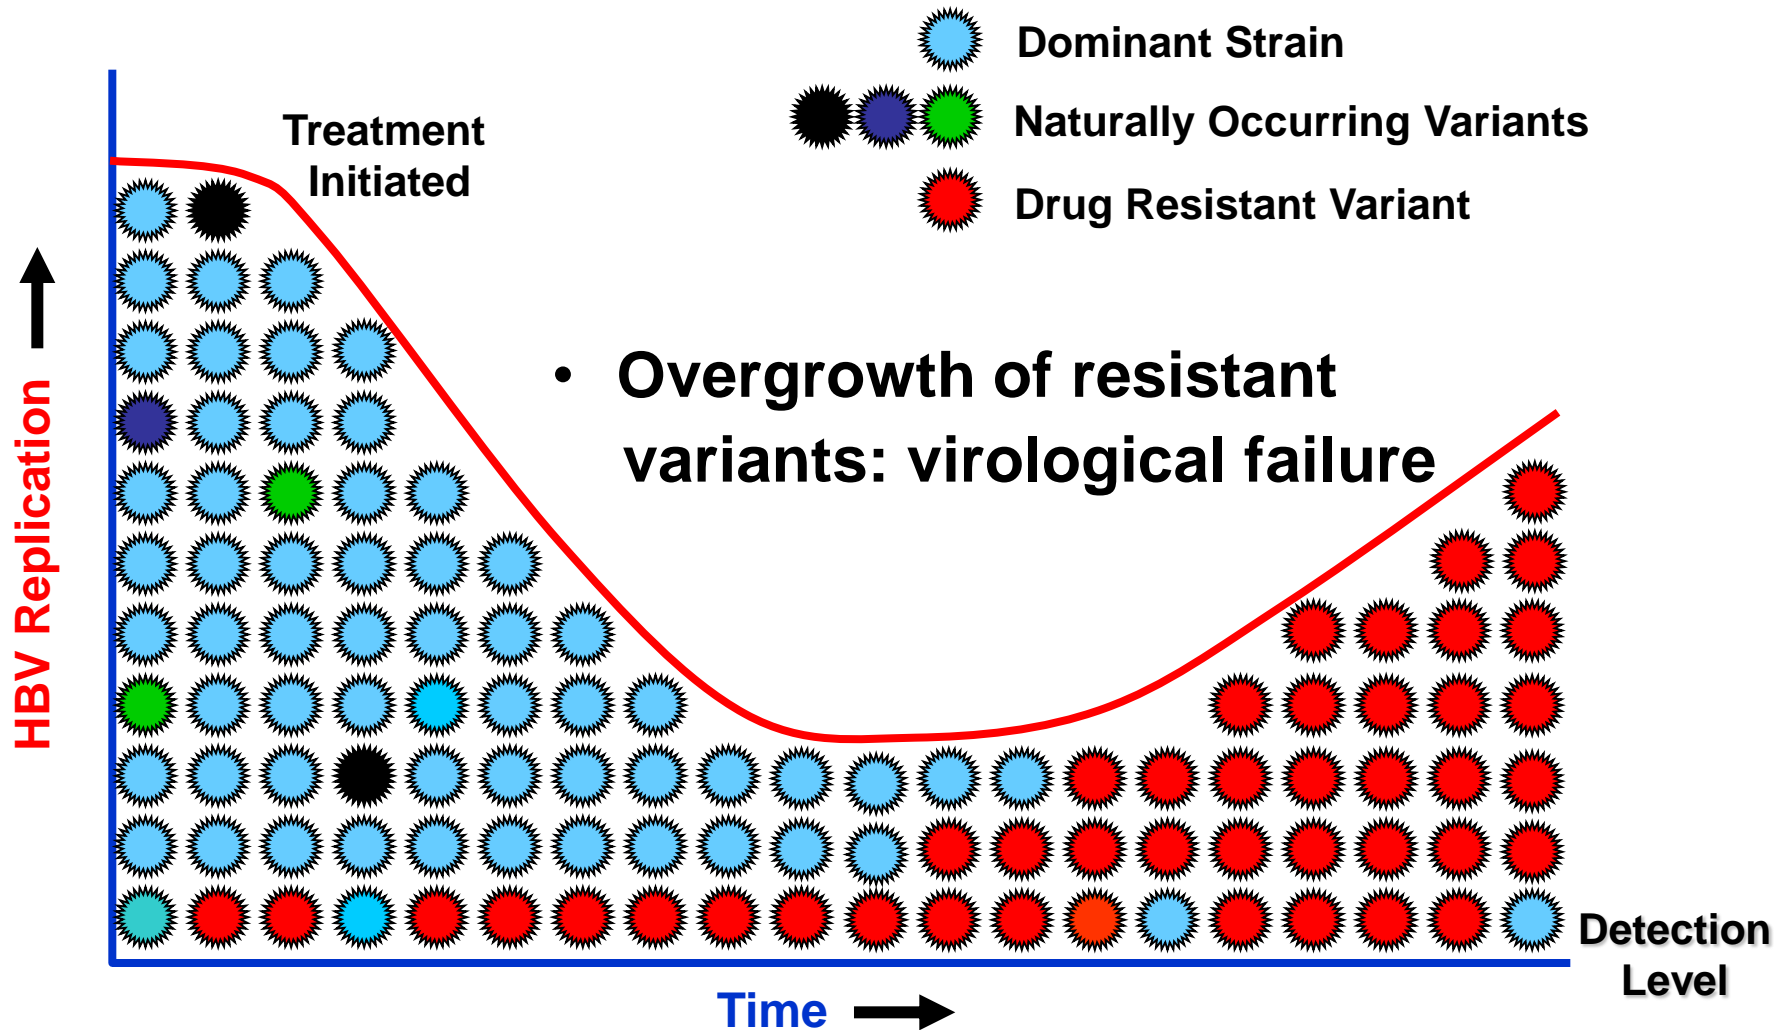 Dominant Strain
Naturally Occurring Variants
Drug Resistant Variant
Treatment
Initiated
• Overgrowth of resistant
variants: virological failure
HBV Replication
Detection
Level
Time